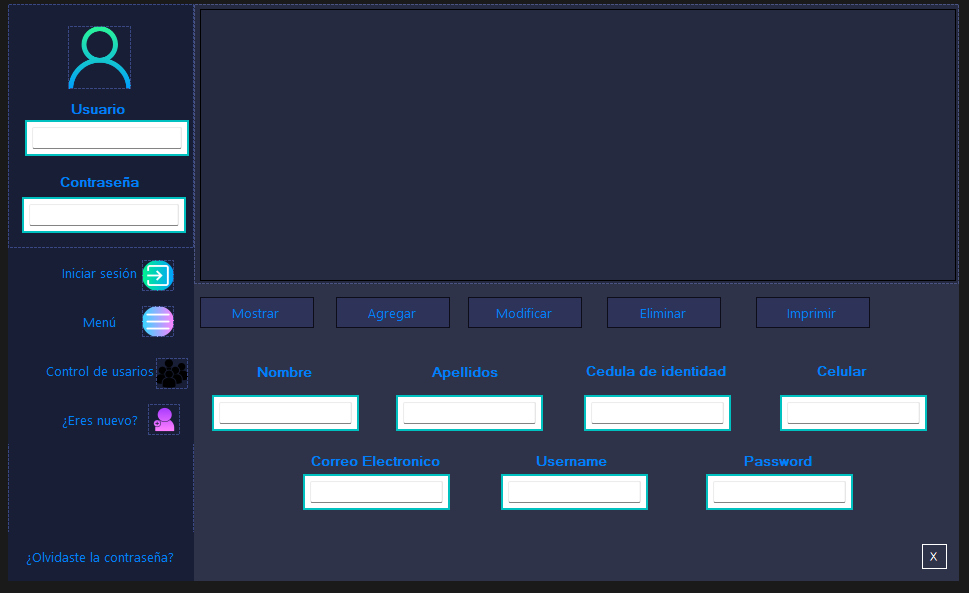 Usuario
Contraseña
Iniciar sesión
Menú
Control de usarios
¿Eres nuevo?
¿Olvidaste la contraseña?
Mostrar Agregar Modificar Eliminar Imprimir
Nombre Apellidos Cedula de identidad Celular
Correo Electronico Username Password
X